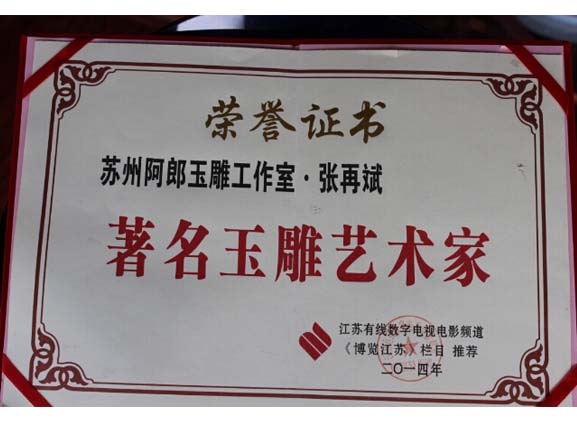 荣誉证书
苏州阿郎玉雕工作室·张再斌
著名玉雕艺术家
江苏有线数字电视电影频道
《博览江苏》栏目 推荐
二〇一四年